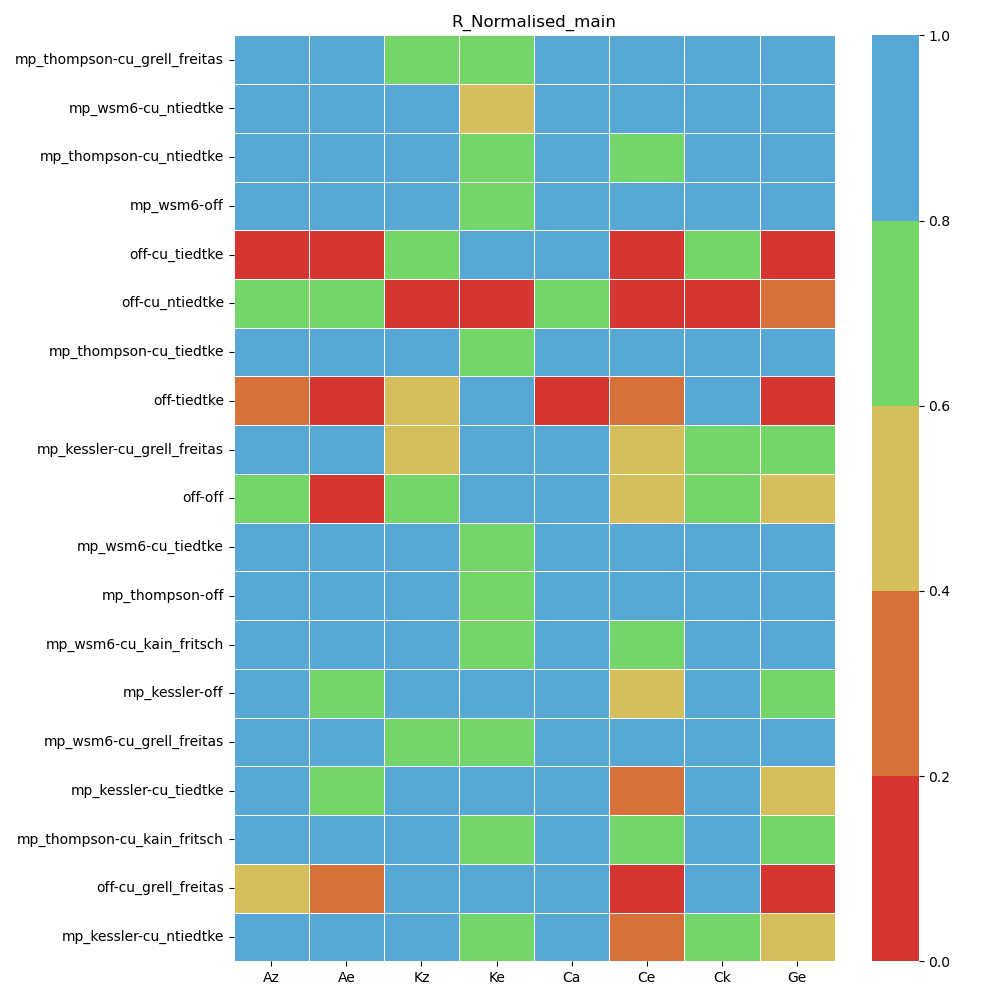 R_Normalised_main
mp_thompson-cu_grell_freitas
mp_wsm6-cu_ntiedtke
mp_thompson-cu_ntiedtke
mp_wsm6-off
off-cu_tiedtke
off-cu_ntiedtke
mp_thompson-cu_tiedtke
off-tiedtke
mp_kessler-cu_grell_freitas
off-off
mp_wsm6-cu_tiedtke
mp_thompson-off
mp_wsm6-cu_kain_fritsch
mp_kessler-off
mp_wsm6-cu_grell_freitas
mp_kessler-cu_tiedtke
mp_thompson-cu_kain_fritsch
off-cu_grell_freitas
mp_kessler-cu_ntiedtke
Az Ae Kz Ke Ca Ce Ck Ge
1.0
0.8
0.6
0.4
0.2
0.0